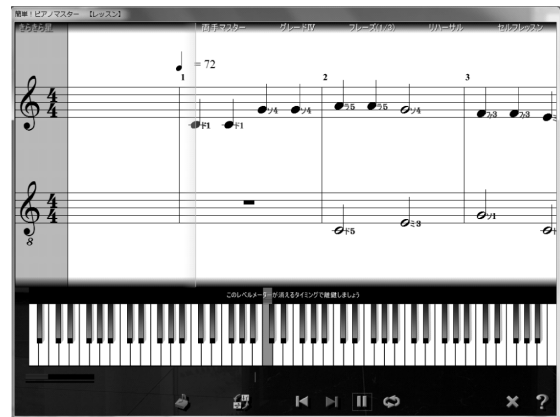 簡単！ピアノマスター 【レッスン】
きらきら星 両手マスター グレードⅣ フレーズ(1/3) リハーサル セルフレッスン
= 72
1 2 3
4 4
ド1 ド1 ソ4 ソ4 ラ5 ラ5 ソ4 ファ3 ファ3
4 4
8
ド5 ミ3 ソ1
このレベルメーターが消えるタイミングで離鍵しましょう